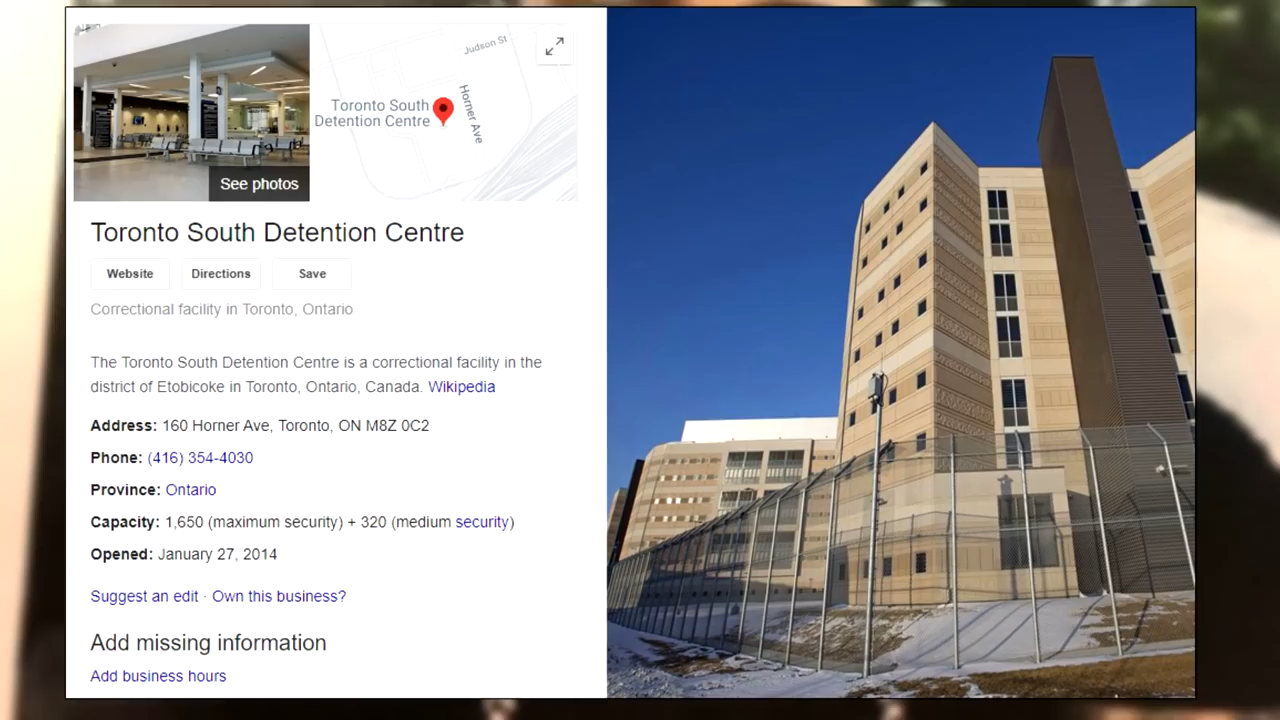 Judson St
Horner Ave
Toronto South
Detention Centre
See photos
Toronto South Detention Centre
Website
Directions
Save
Correctional facility in Toronto, Ontario
The Toronto South Detention Centre is a correctional facility in the
district of Etobicoke in Toronto, Ontario, Canada. Wikipedia
Address: 160 Horner Ave, Toronto, ON M8Z 0C2
Phone: (416) 354-4030
Province: Ontario
Capacity: 1,650 (maximum security) + 320 (medium security)
Opened: January 27, 2014
Suggest an edit · Own this business?
Add missing information
Add business hours